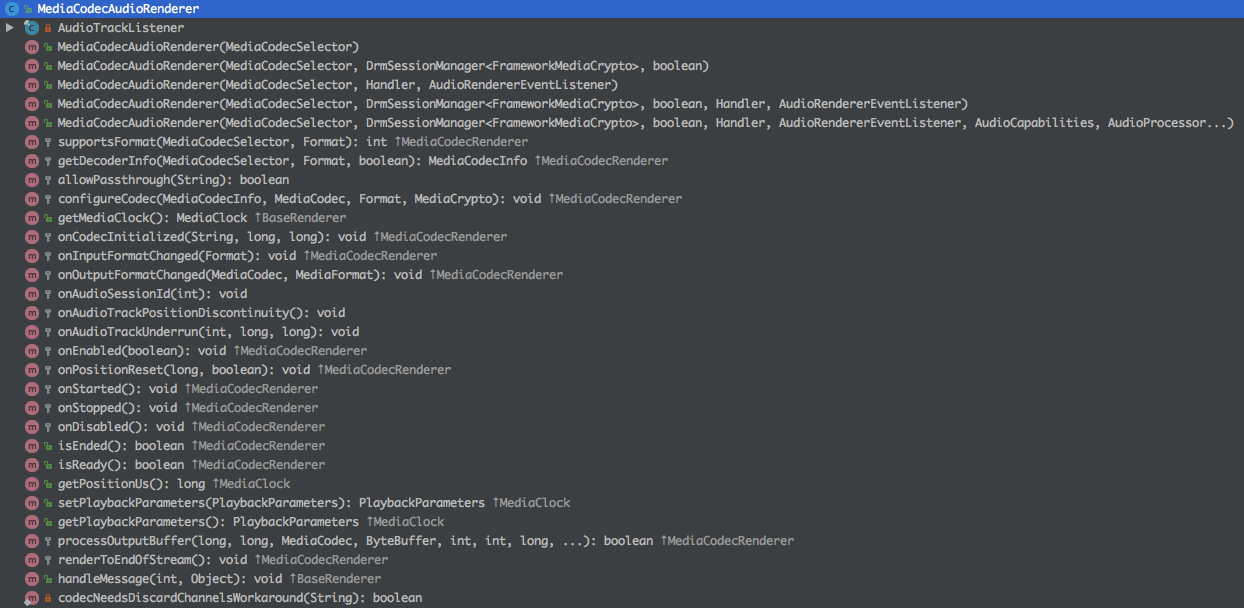 MediaCodecAudioRenderer
AudioTrackListener
MediaCodecAudioRenderer(MediaCodecSelector)
MediaCodecAudioRenderer(MediaCodecSelector, DrmSessionManager<FrameworkMediaCrypto>, boolean)
MediaCodecAudioRenderer(MediaCodecSelector, Handler, AudioRendererEventListener)
MediaCodecAudioRenderer(MediaCodecSelector, DrmSessionManager<FrameworkMediaCrypto>, boolean, Handler, AudioRendererEventListener)
MediaCodecAudioRenderer(MediaCodecSelector, DrmSessionManager<FrameworkMediaCrypto>, boolean, Handler, AudioRendererEventListener, AudioCapabilities, AudioProcessor...)
supportsFormat(MediaCodecSelector, Format): int ↑MediaCodecRenderer
getDecoderInfo(MediaCodecSelector, Format, boolean): MediaCodecInfo ↑MediaCodecRenderer
allowPassthrough(String): boolean
configureCodec(MediaCodecInfo, MediaCodec, Format, MediaCrypto): void ↑MediaCodecRenderer
getMediaClock(): MediaClock ↑BaseRenderer
onCodecInitialized(String, long, long): void ↑MediaCodecRenderer
onInputFormatChanged(Format): void ↑MediaCodecRenderer
onOutputFormatChanged(MediaCodec, MediaFormat): void ↑MediaCodecRenderer
onAudioSessionId(int): void
onAudioTrackPositionDiscontinuity(): void
onAudioTrackUnderrun(int, long, long): void
onEnabled(boolean): void ↑MediaCodecRenderer
onPositionReset(long, boolean): void ↑MediaCodecRenderer
onStarted(): void ↑MediaCodecRenderer
onStopped(): void ↑MediaCodecRenderer
onDisabled(): void ↑MediaCodecRenderer
isEnded(): boolean ↑MediaCodecRenderer
isReady(): boolean ↑MediaCodecRenderer
getPositionUs(): long ↑MediaClock
setPlaybackParameters(PlaybackParameters): PlaybackParameters ↑MediaClock
getPlaybackParameters(): PlaybackParameters ↑MediaClock
processOutputBuffer(long, long, MediaCodec, ByteBuffer, int, int, long, ...): boolean ↑MediaCodecRenderer
renderToEndOfStream(): void ↑MediaCodecRenderer
handleMessage(int, Object): void ↑BaseRenderer
codecNeedsDiscardChannelsWorkaround(String): boolean